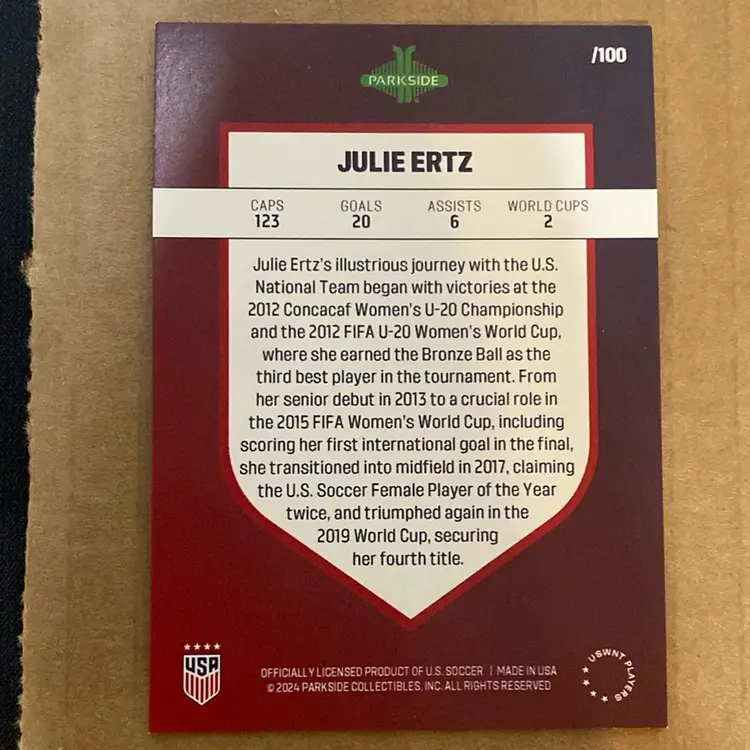 /100
PARKSIDE
JULIE ERTZ
CAPS GOALS ASSISTS WORLD CUPS
123 20 6 2
Julie Ertz's illustrious journey with the U.S.
National Team began with victories at the
2012 Concacaf Women's U-20 Championship
and the 2012 FIFA U-20 Women's World Cup,
where she earned the Bronze Ball as the
third best player in the tournament. From
her senior debut in 2013 to a crucial role in
the 2015 FIFA Women's World Cup, including
scoring her first international goal in the final,
she transitioned into midfield in 2017, claiming
the U.S. Soccer Female Player of the Year
twice, and triumphed again in the
2019 World Cup, securing
her fourth title.
USA
OFFICIALLY LICENSED PRODUCT OF U.S. SOCCER | MADE IN USA
© 2024 PARKSIDE COLLECTIBLES, INC. ALL RIGHTS RESERVED
USWNT PLAYERS